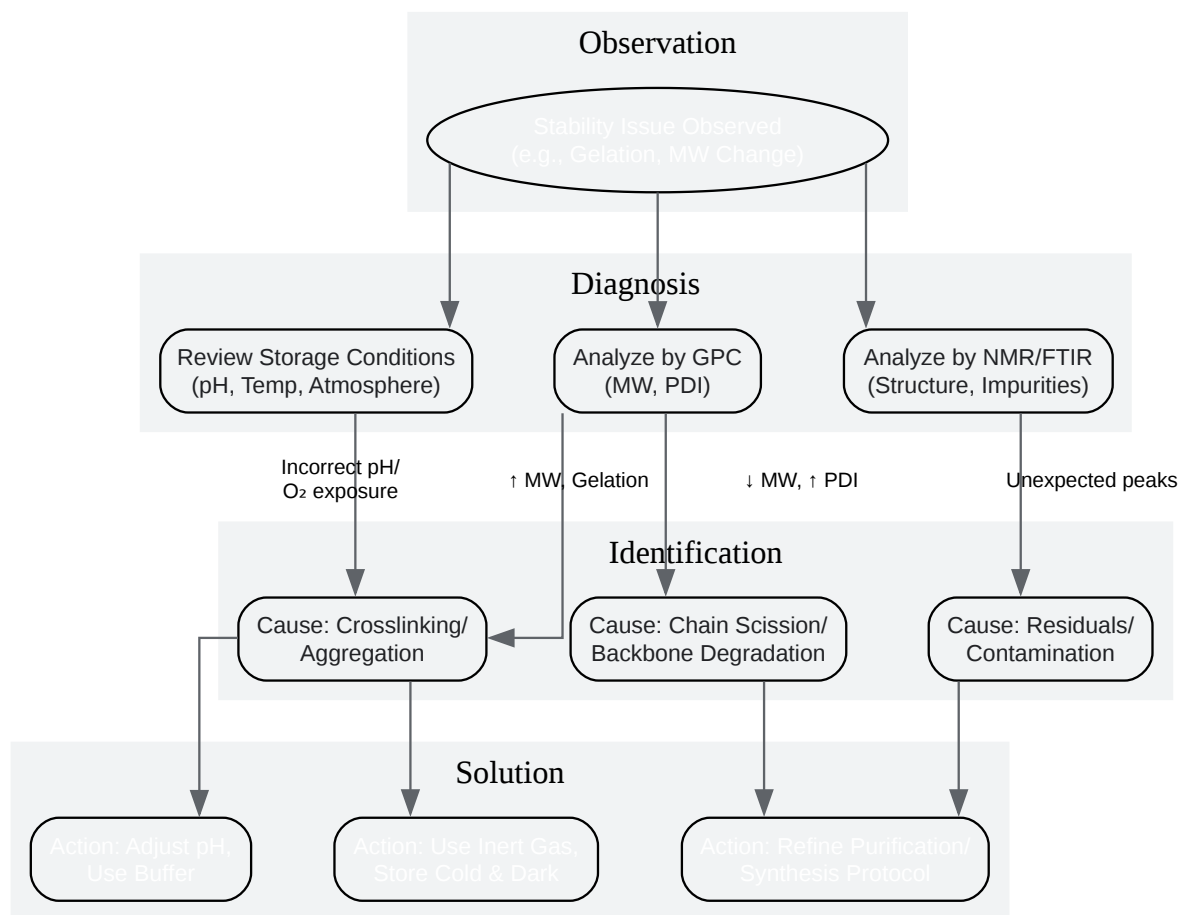 Observation
Stability Issue Observed
(e.g., Gelation, MW Change)
Diagnosis
Review Storage Conditions
(pH, Temp, Atmosphere)
Analyze by GPC
(MW, PDI)
Analyze by NMR/FTIR
(Structure, Impurities)
Incorrect pH/
O₂ exposure
↑ MW, Gelation
↓ MW, ↑ PDI
Unexpected peaks
Identification
Cause: Crosslinking/
Aggregation
Cause: Chain Scission/
Backbone Degradation
Cause: Residuals/
Contamination
Solution
Action: Adjust pH,
Use Buffer
Action: Use Inert Gas,
Store Cold & Dark
Action: Refine Purification/
Synthesis Protocol